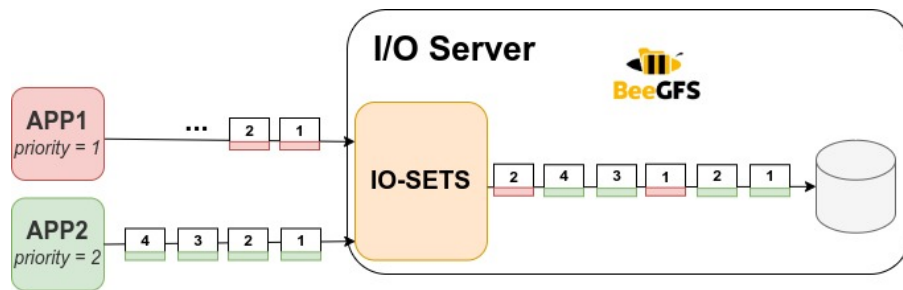 I/O Server
BeeGFS
APP1
priority = 1
... 2 1
IO-SETS
2 4 3 1 2 1
APP2
priority = 2
4 3 2 1